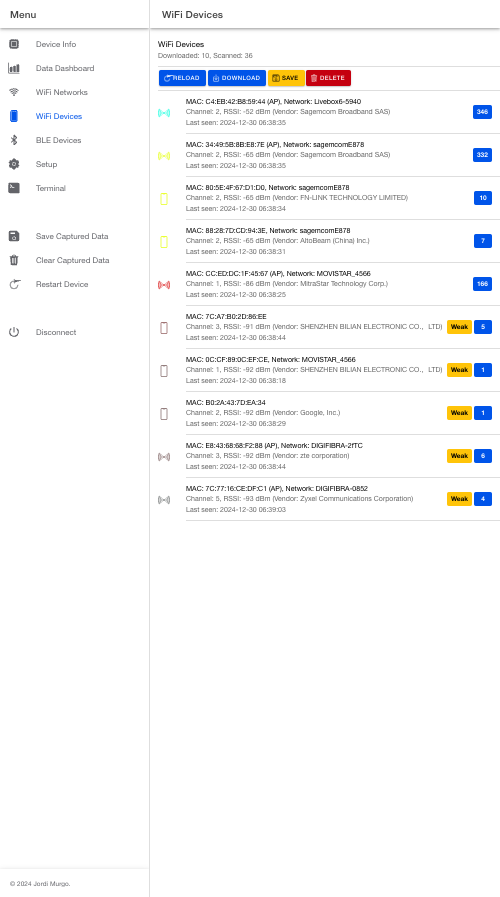 Menu
WiFi Devices
Device Info
Data Dashboard
WiFi Networks
WiFi Devices
BLE Devices
Setup
Terminal
Save Captured Data
Clear Captured Data
Restart Device
Disconnect
© 2024 Jordi Murgo.
WiFi Devices
Downloaded: 10, Scanned: 36
RELOAD DOWNLOAD SAVE DELETE
MAC: C4:EB:42:B8:59:44 (AP), Network: Livebox6-5940
Channel: 2, RSSI: -52 dBm (Vendor: Sagemcom Broadband SAS) 346
Last seen: 2024-12-30 06:38:35
MAC: 34:49:5B:8B:E8:7E (AP), Network: sagemcomE878
Channel: 2, RSSI: -65 dBm (Vendor: Sagemcom Broadband SAS) 332
Last seen: 2024-12-30 06:38:35
MAC: 80:5E:4F:67:D1:D0, Network: sagemcomE878
Channel: 2, RSSI: -65 dBm (Vendor: FN-LINK TECHNOLOGY LIMITED) 10
Last seen: 2024-12-30 06:38:34
MAC: 88:28:7D:CD:94:3E, Network: sagemcomE878
Channel: 2, RSSI: -65 dBm (Vendor: AltoBeam (China) Inc.) 7
Last seen: 2024-12-30 06:38:31
MAC: CC:ED:DC:1F:45:67 (AP), Network: MOVISTAR_4566
Channel: 1, RSSI: -86 dBm (Vendor: MitraStar Technology Corp.) 166
Last seen: 2024-12-30 06:38:25
MAC: 7C:A7:B0:2D:86:EE
Channel: 3, RSSI: -91 dBm (Vendor: SHENZHEN BILIAN ELECTRONIC CO., LTD) Weak 5
Last seen: 2024-12-30 06:38:44
MAC: 0C:CF:89:0C:EF:CE, Network: MOVISTAR_4566
Channel: 1, RSSI: -92 dBm (Vendor: SHENZHEN BILIAN ELECTRONIC CO., LTD) Weak 1
Last seen: 2024-12-30 06:38:18
MAC: B0:2A:43:7D:EA:34
Channel: 2, RSSI: -92 dBm (Vendor: Google, Inc.) Weak 1
Last seen: 2024-12-30 06:38:29
MAC: E8:43:68:68:F2:88 (AP), Network: DIGIFIBRA-2fTC
Channel: 3, RSSI: -92 dBm (Vendor: zte corporation) Weak 6
Last seen: 2024-12-30 06:38:44
MAC: 7C:77:16:CE:DF:C1 (AP), Network: DIGIFIBRA-0852
Channel: 5, RSSI: -93 dBm (Vendor: Zyxel Communications Corporation) Weak 4
Last seen: 2024-12-30 06:39:03